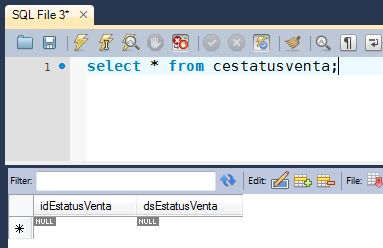 SQL File 3*
1 select * from cestatusventa;
Filter: Edit: File:
idEstatusVenta dsEstatusVenta
NULL NULL